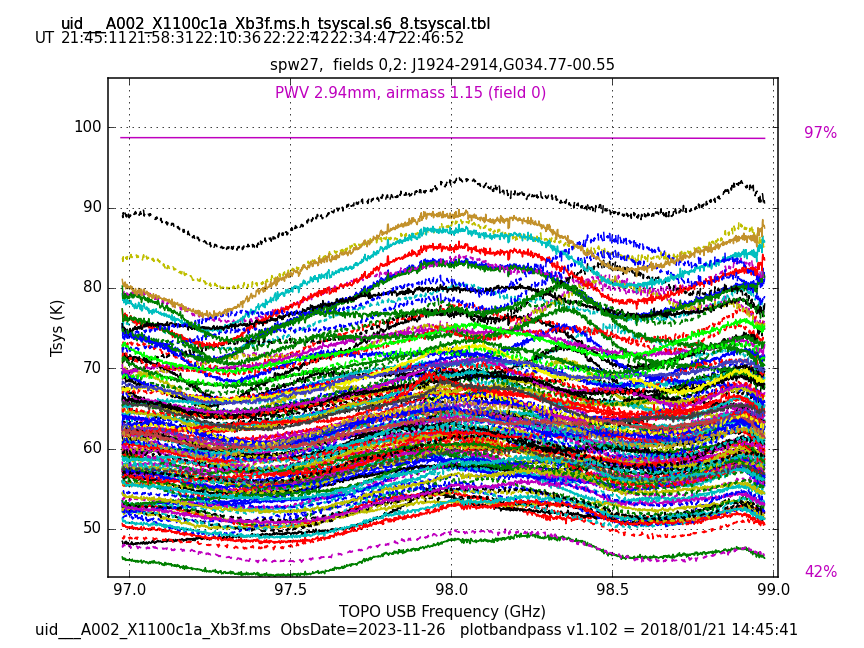 uid___A002_X1100c1a_Xb3f.ms.h_tsyscal.s6_8.tsyscal.tbl
UT 21:45:11 21:58:31 22:10:36 22:22:42 22:34:47 22:46:52
spw27, fields 0,2: J1924-2914,G034.77-00.55
PWV 2.94mm, airmass 1.15 (field 0)
97%
100
90
80
70
60
50
Tsys (K)
42%
97.0 97.5 98.0 98.5 99.0
TOPO USB Frequency (GHz)
uid___A002_X1100c1a_Xb3f.ms ObsDate=2023-11-26 plotbandpass v1.102 = 2018/01/21 14:45:41